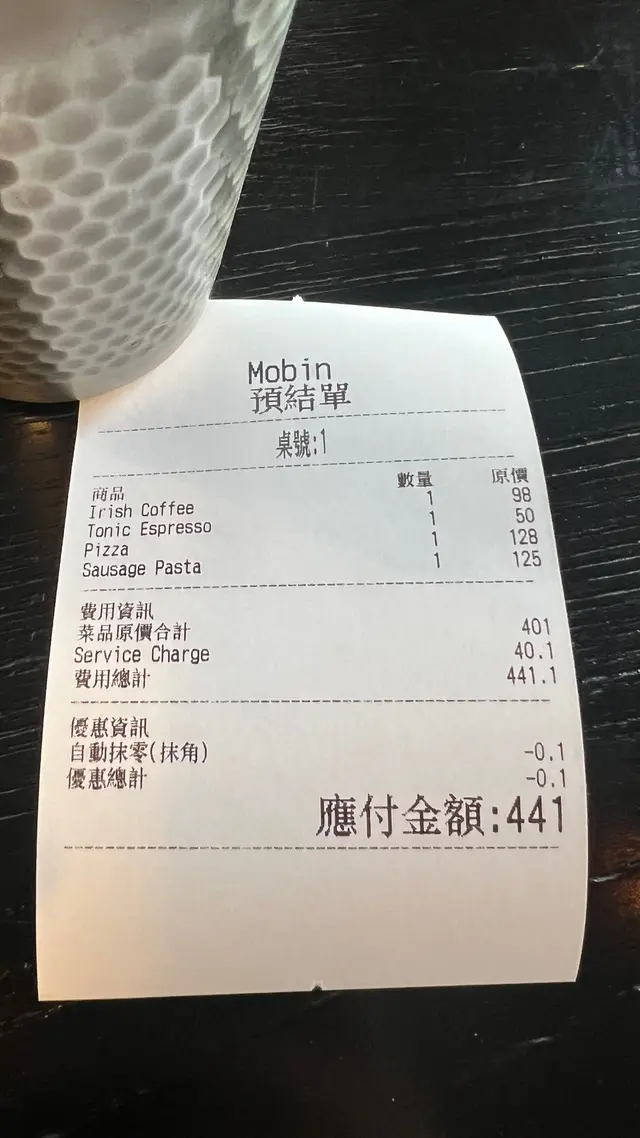 Mobin
預結單
桌號:1
商品 數量 原價
Irish Coffee 1 98
Tonic Espresso 1 50
Pizza 1 128
Sausage Pasta 1 125
費用資訊
菜品原價合計 401
Service Charge 40.1
費用總計 441.1
優惠資訊
自動抹零(抹角) -0.1
優惠總計 -0.1
應付金額:441